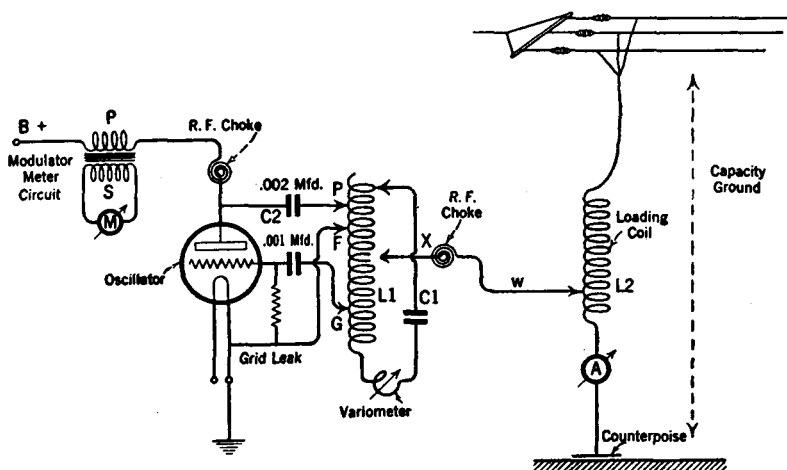 B +
P
R. F. Choke
Modulator
Meter
Circuit
S
M
.002 Mfd.
C2
P
R. F.
Choke
Capacity
Ground
.001 Mfd.
F
X
Loading
Coil
Oscillator
L1
C1
W
L2
G
Grid Leak
A
Variometer
Counterpoise